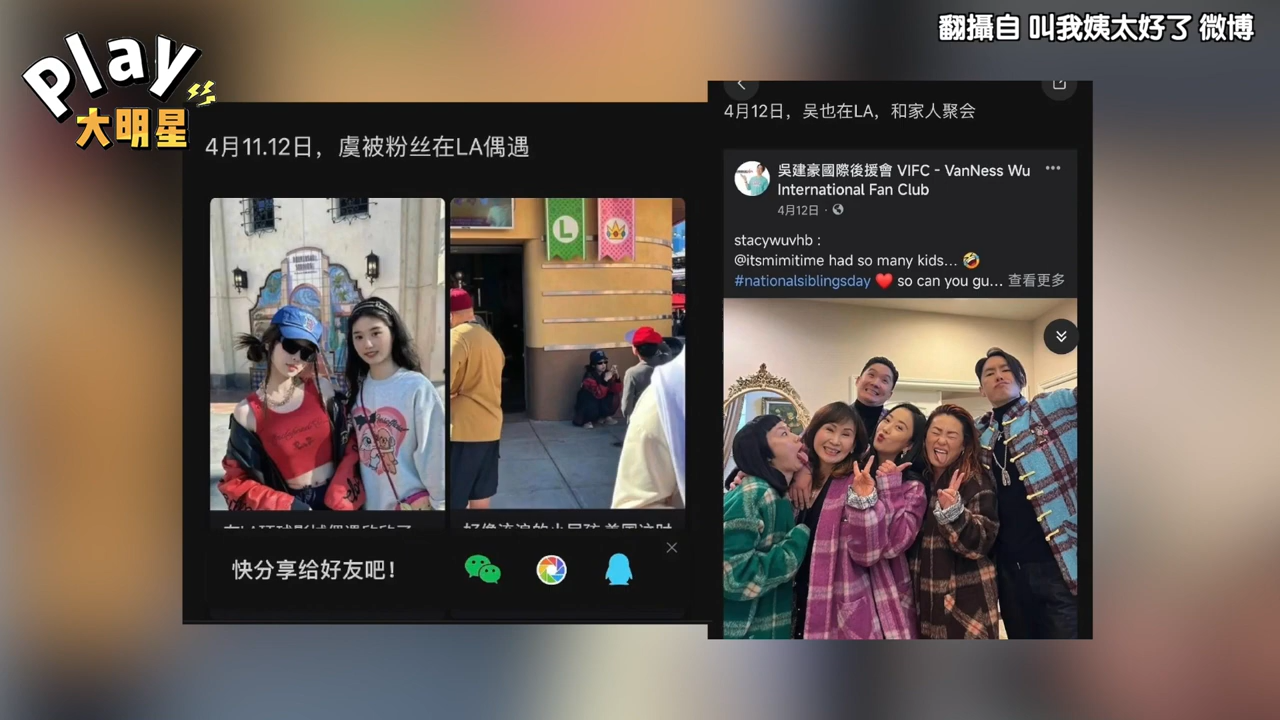 Play
大明星
翻攝自 叫我姨太好了 微博
4月11.12日，虞被粉丝在LA偶遇
L
快分享给好友吧！
4月12日，吴也在LA，和家人聚会
吳建豪國際後援會 VIFC - VanNess Wu
International Fan Club
4月12日
stacywuvhb :
@itsmimitime had so many kids... 🤣
#nationalsiblingsday ❤️ so can you gu... 查看更多